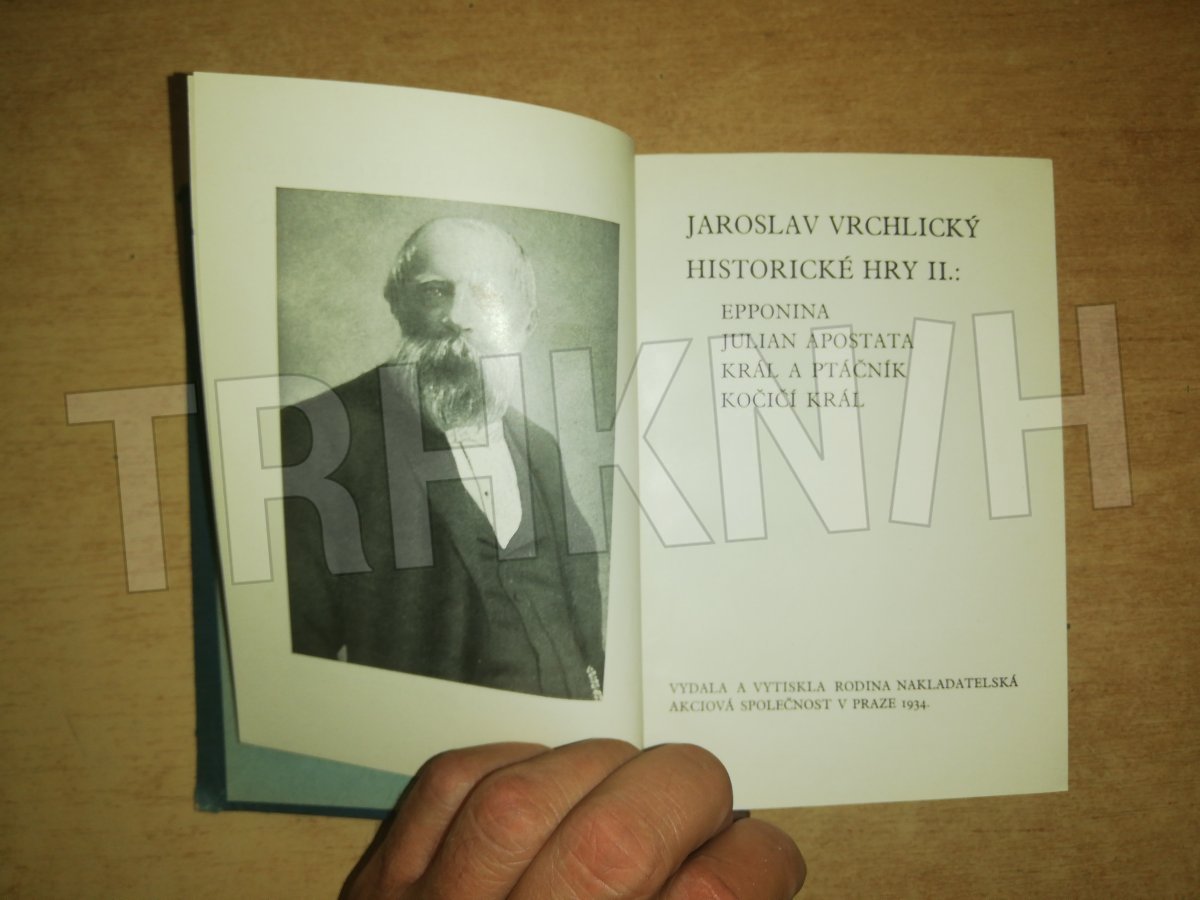 JAROSLAV VRCHLICKÝ
HISTORICKÉ HRY II.:
EPPONINA
JULIAN APOSTATA
KRÁL A PTÁČNÍK
KOČIČÍ KRÁL
TRHKNIH
VYDALA A VYTISKLA RODINA NAKLADATELSKÁ
AKCIOVÁ SPOLEČNOST V PRAZE 1934.